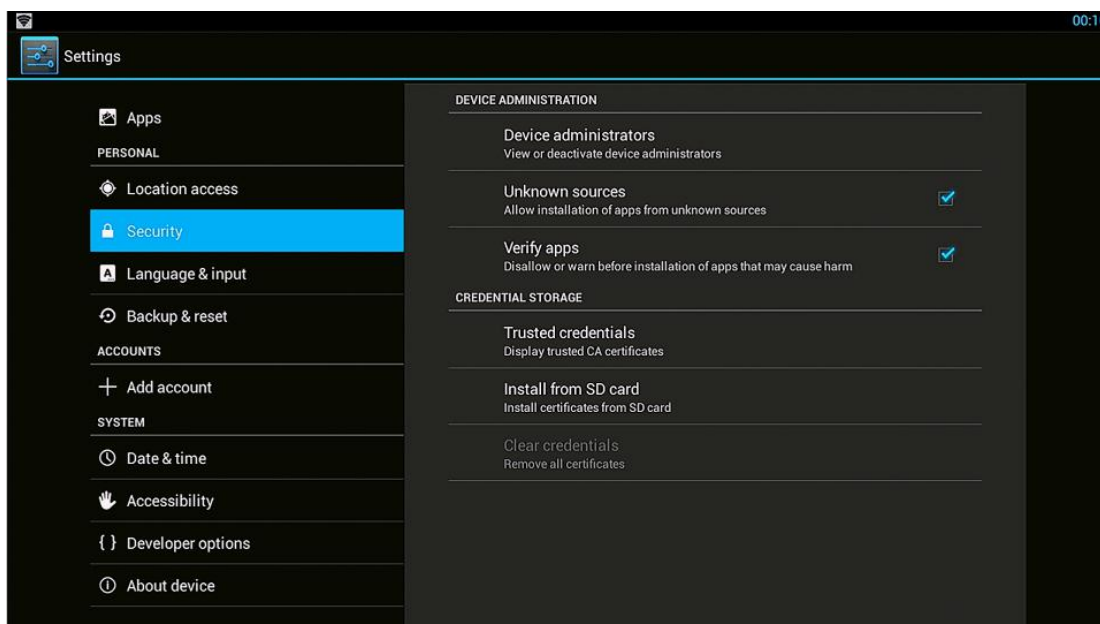 00:1
Settings
Apps
PERSONAL
Location access
Security
Language & input
Backup & reset
ACCOUNTS
Add account
SYSTEM
Date & time
Accessibility
Developer options
About device
DEVICE ADMINISTRATION
Device administrators
View or deactivate device administrators
Unknown sources
Allow installation of apps from unknown sources
Verify apps
Disallow or warn before installation of apps that may cause harm
CREDENTIAL STORAGE
Trusted credentials
Display trusted CA certificates
Install from SD card
Install certificates from SD card
Clear credentials
Remove all certificates